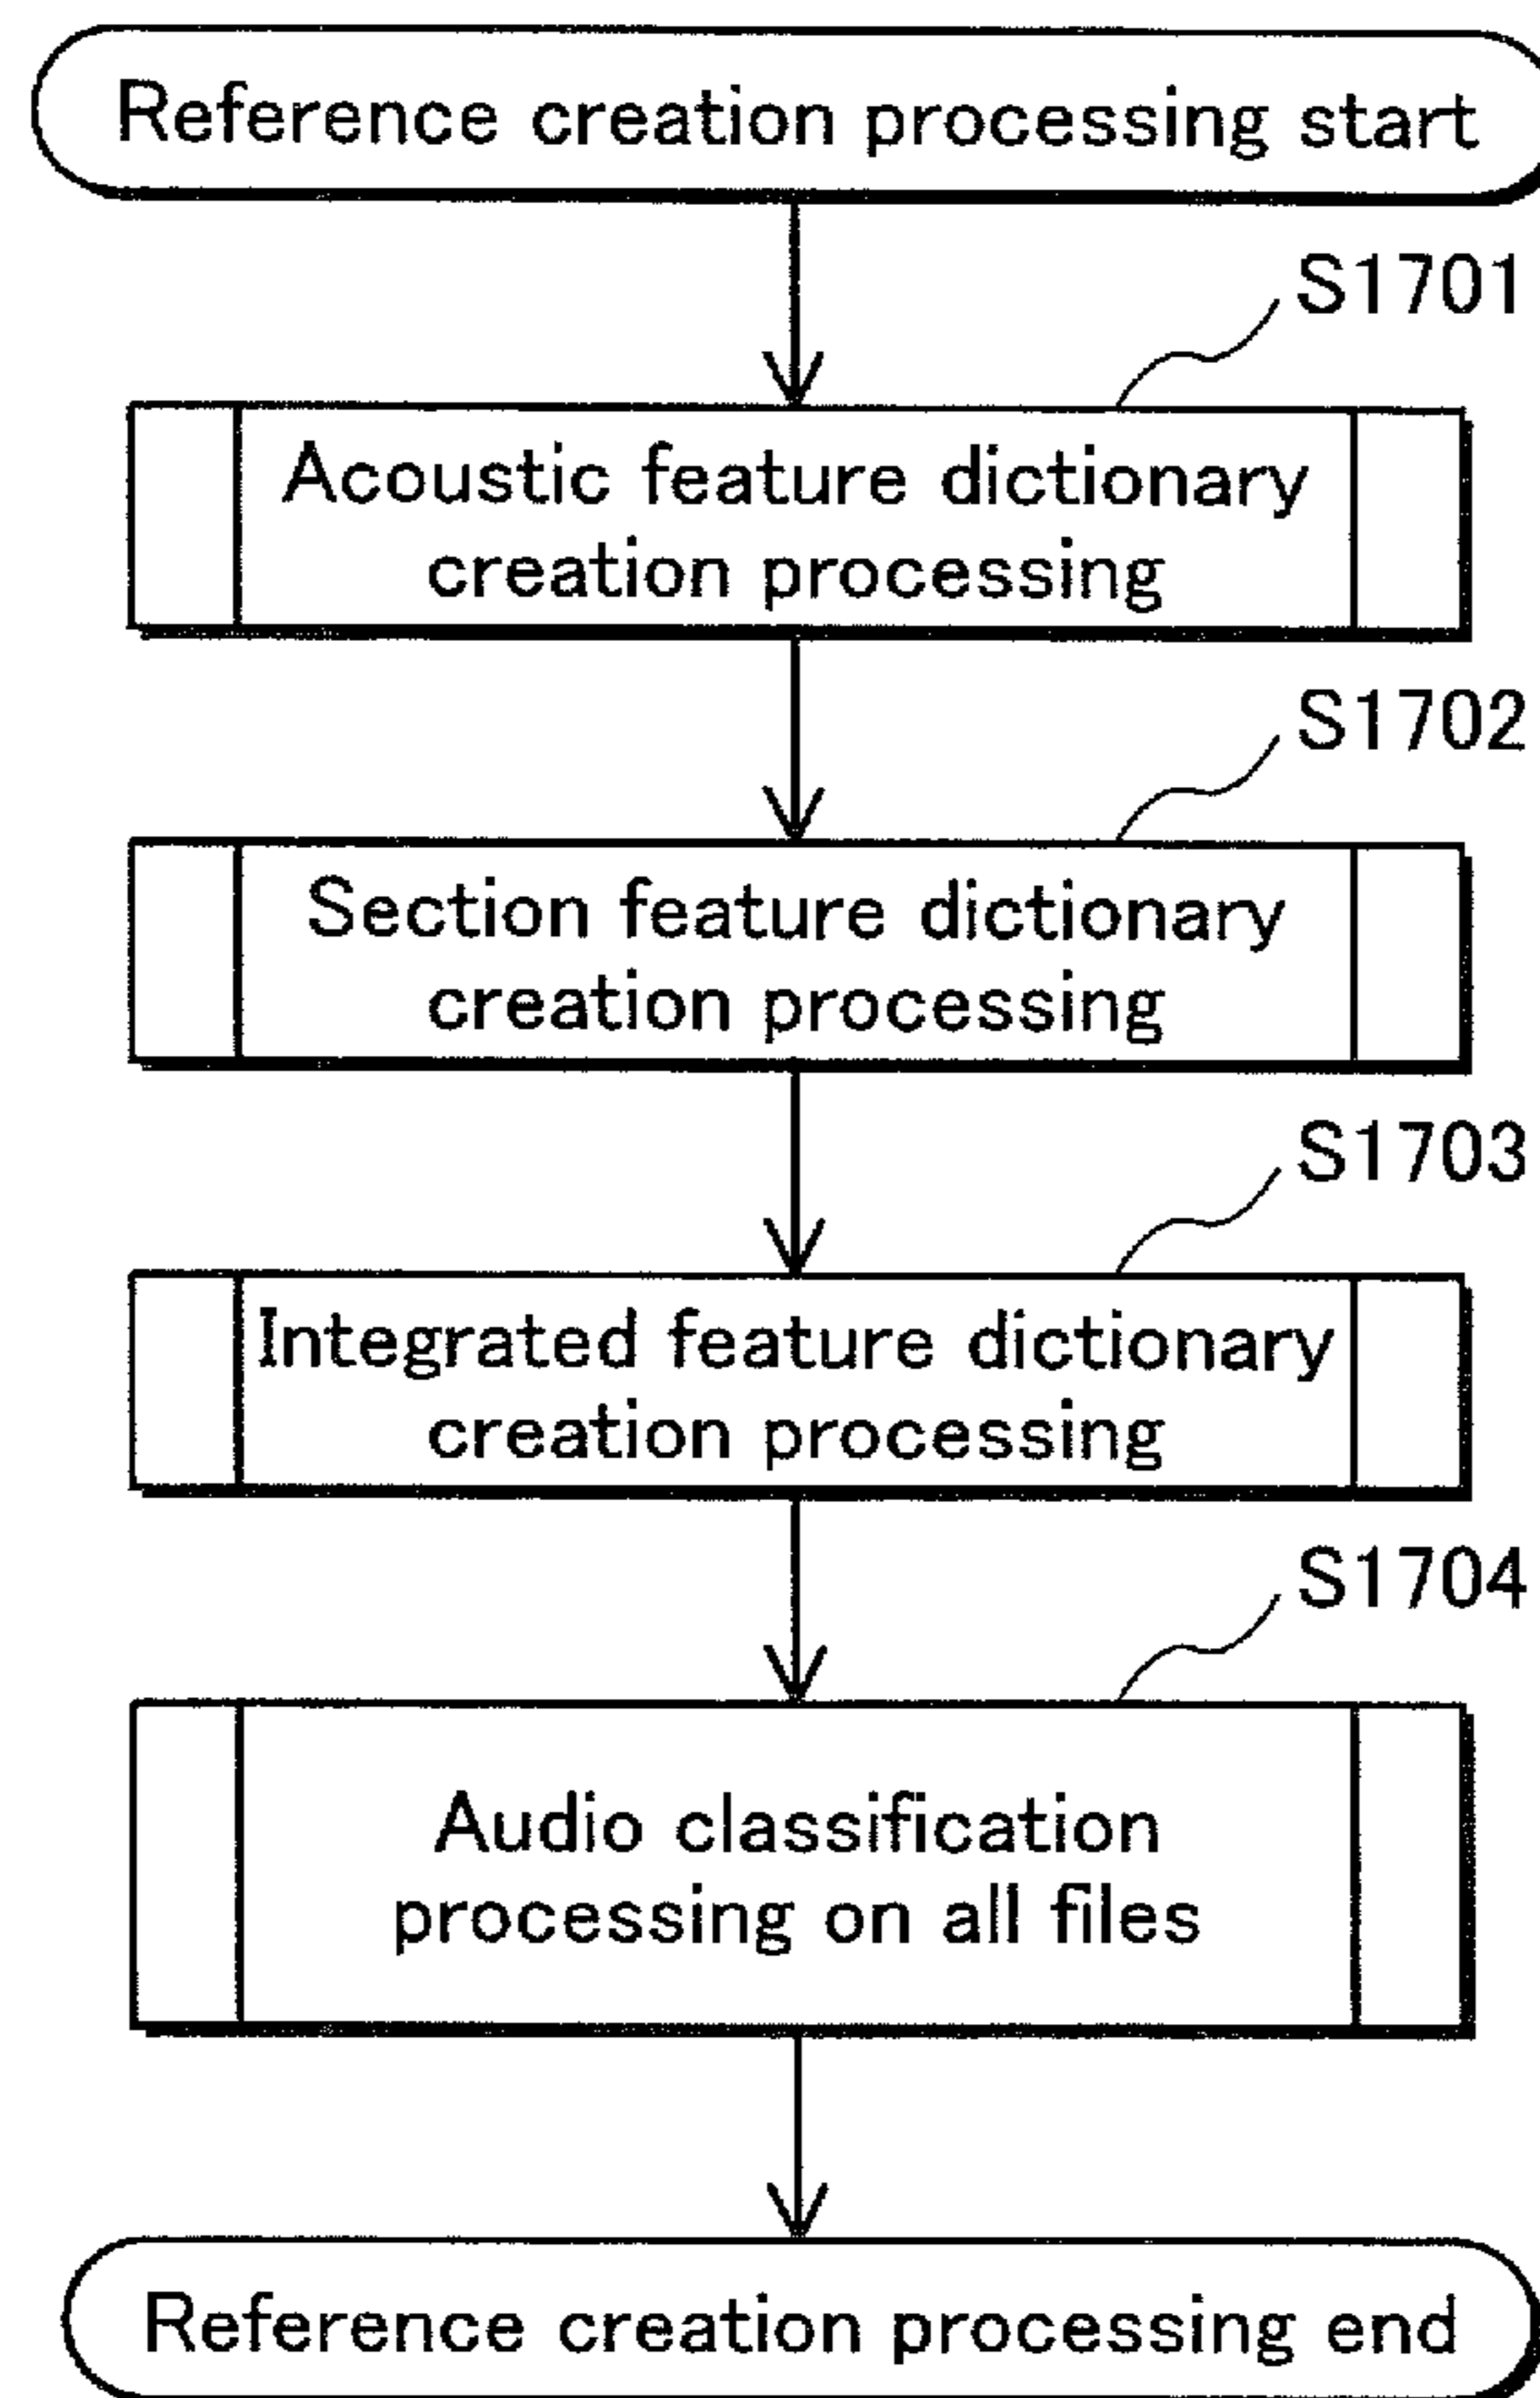 Reference creation processing start
S1701
Acoustic feature dictionary
creation processing
S1702
Section feature dictionary
creation processing
S1703
Integrated feature dictionary
creation processing
S1704
Audio classification
processing on all files
Reference creation processing end